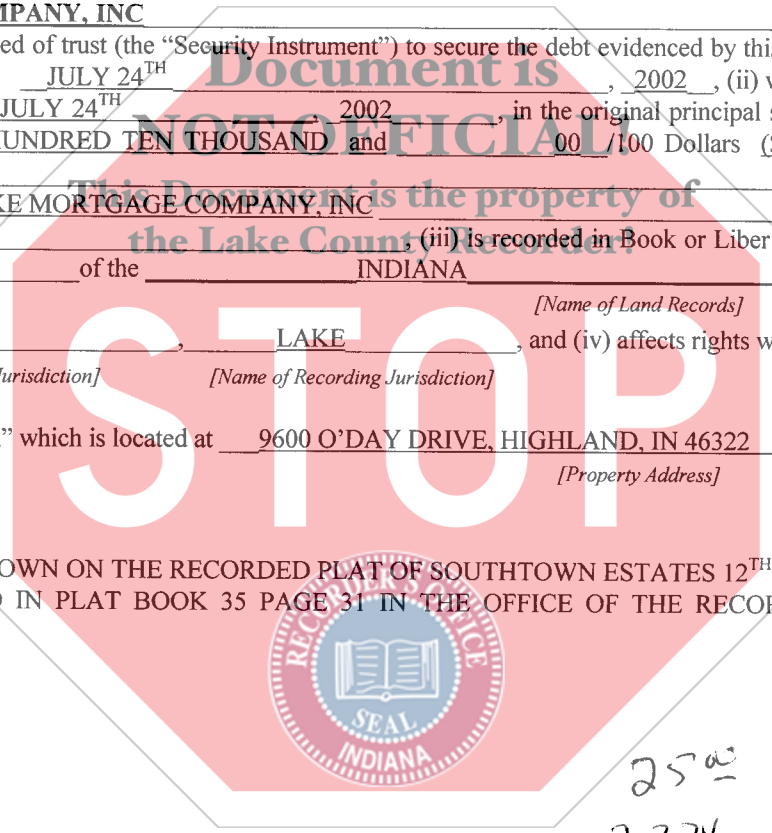 MPANY, INC
ed of trust (the “Security Instrument”) to secure the debt evidenced by this
JULY 24TH, 2002, (ii)
Document is
JULY 24TH, 2002, in the original principal
NOT OFFICIAL!
HUNDRED TEN THOUSAND and 00 /100 Dollars
This Document is the property of
KE MORTGAGE COMPANY, INC
the Lake County Recorder!
, (iii) is recorded in Book or Liber
of the INDIANA
[Name of Land Records]
, LAKE, and (iv) affects rights
STOP
Jurisdiction] [Name of Recording Jurisdiction]
” which is located at 9600 O’DAY DRIVE, HIGHLAND, IN 46322
[Property Address]
OWN ON THE RECORDED PLAT OF SOUTHTOWN ESTATES 12TH
IN PLAT BOOK 35 PAGE 31 IN THE OFFICE OF THE RECOR
RECORDER'S OFFICE
SEAL
INDIANA
25 00